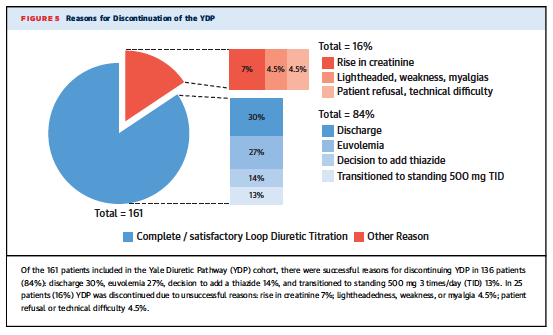 FIGURE 5 Reasons for Discontinuation of the YDP
7% 4.5% 4.5%
Total = 16%
Rise in creatinine
Lightheaded, weakness, myalgias
Patient refusal, technical difficulty
30%
27%
14%
13%
Total = 84%
Discharge
Euvolemia
Decision to add thiazide
Transitioned to standing 500 mg TID
Total = 161
Complete / satisfactory Loop Diuretic Titration Other Reason
Of the 161 patients included in the Yale Diuretic Pathway (YDP) cohort, there were successful reasons for discontinuing YDP in 136 patients
(84%): discharge 30%, euvolemia 27%, decision to add a thiazide 14%, and transitioned to standing 500 mg 3 times/day (TID) 13%. In 25
patients (16%) YDP was discontinued due to unsuccessful reasons: rise in creatinine 7%; lightheadedness, weakness, or myalgia 4.5%; patient
refusal or technical difficulty 4.5%.